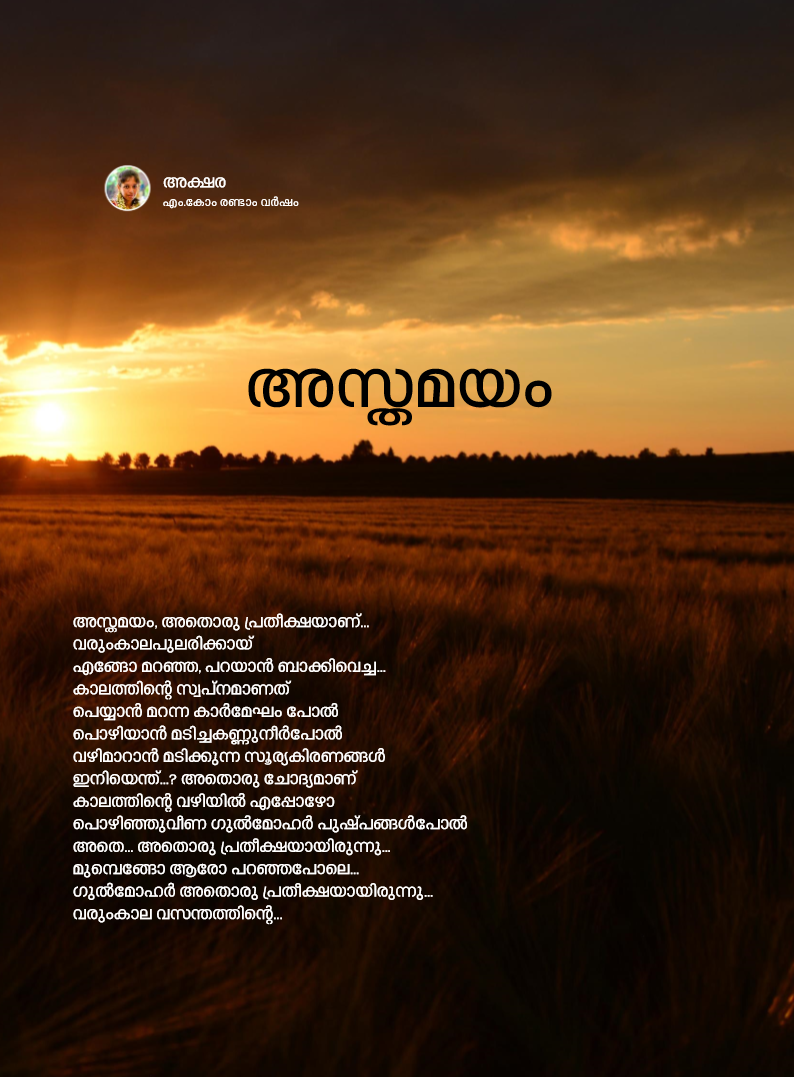 അക്ഷര
എം.കോം രണ്ടാം വർഷം
അസ്തമയം
അസ്തമയം, അതൊരു പ്രതീക്ഷയാണ്...
വരുംകാലപുലരിക്കായ്
എങ്ങോ മറഞ്ഞ, പറയാൻ ബാക്കിവെച്ച...
കാലത്തിന്റെ സ്വപ്നമാണത്
പെയ്യാൻ മറന്ന കാർമേഘം പോൽ
പൊഴിയാൻ മടിച്ചകണ്ണുനീർപോൽ
വഴിമാറാൻ മടിക്കുന്ന സൂര്യകിരണങ്ങൾ
ഇനിയെന്ത്...? അതൊരു ചോദ്യമാണ്
കാലത്തിന്റെ വഴിയിൽ എപ്പോഴോ
പൊഴിഞ്ഞുവീണ ഗുൽമോഹർ പുഷ്പങ്ങൾപോൽ
അതെ... അതൊരു പ്രതീക്ഷയായിരുന്നു...
മുമ്പെങ്ങോ ആരോ പറഞ്ഞപോലെ...
ഗുൽമോഹർ അതൊരു പ്രതീക്ഷയായിരുന്നു...
വരുംകാല വസന്തത്തിന്റെ...